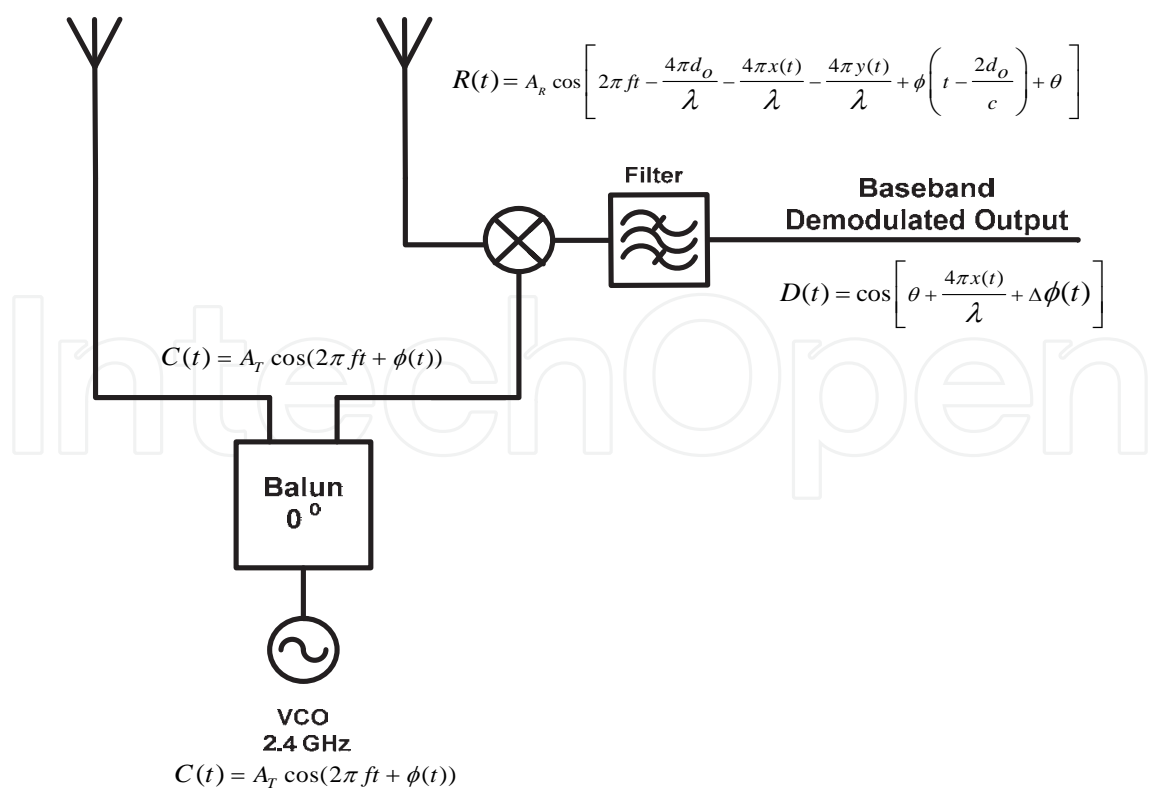 R(t) = A_R cos[2πft − 4πd_O/λ − 4πx(t)/λ − 4πy(t)/λ + φ(t − 2d_O/c) + θ]
Filter
Baseband
Demodulated Output
D(t) = cos[θ + 4πx(t)/λ + Δφ(t)]
C(t) = A_T cos(2πft + φ(t))
IntechOpen
Balun
0⁰
VCO
2.4 GHz
C(t) = A_T cos(2πft + φ(t))